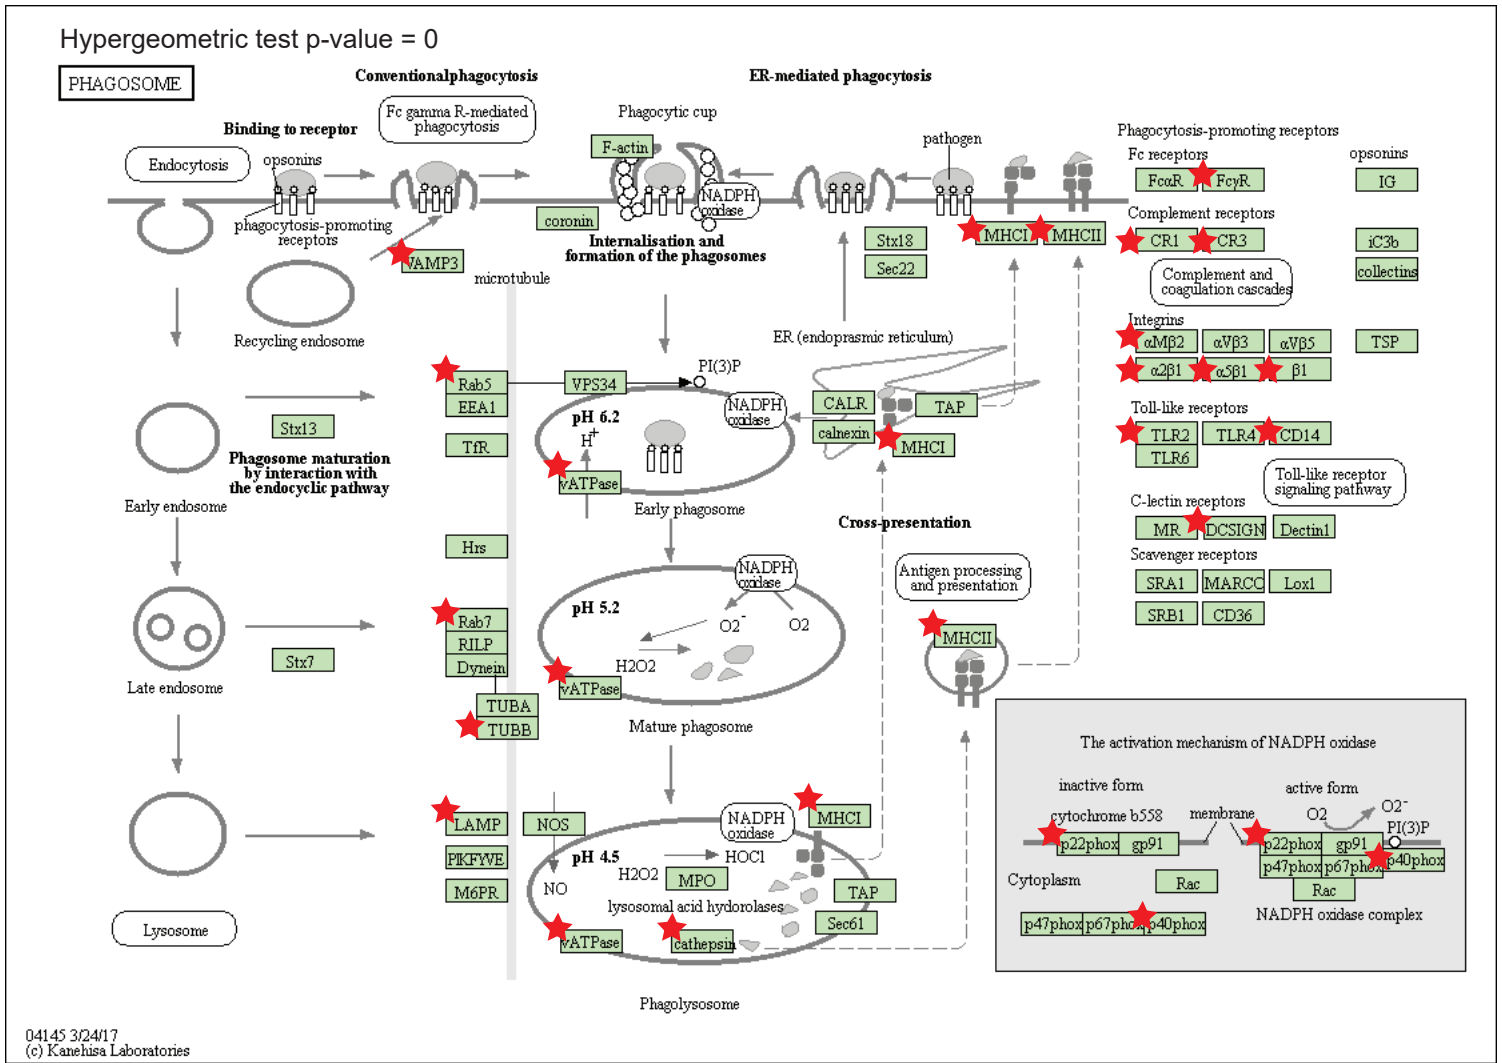 Hypergeometric test p-value = 0
PHAGOSOME
Conventionalphagocytosis
ER-mediated phagocytosis
Fc gamma R-mediated
phagocytosis
Phagocytic cup
Binding to receptor
Endocytosis
opsonins
F-actin
pathogen
NADPH
oxidase
phagocytosis-promoting
receptors
coronin
VAMP3
Internalisation and
formation of the phagosomes
Stx18
Sec22
MHCI
MHCII
microtubule
Recycling endosome
ER (endoprasmic reticulum)
Phagocytosis-promoting receptors
Fc receptors
opsonins
FcαR
FcγR
IG
Complement receptors
CR1
CR3
iC3b
collectins
Complement and
coagulation cascades
Integrins
αMβ2
αVβ3
αVβ5
TSP
α2β1
α5β1
β1
Toll-like receptors
TLR2
TLR4
CD14
TLR6
Toll-like receptor
signaling pathway
C-lectin receptors
MR
DCSIGN
Dectin1
Scavenger receptors
SRA1
MARCO
Lox1
SRB1
CD36
Rab5
EEA1
VPS34
PI(3)P
Stx13
TfR
pH 6.2
H+
NADPH
oxidase
CALR
TAP
calnexin
MHCI
vATPase
Phagosome maturation
by interaction with
the endocyclic pathway
Early endosome
Early phagosome
Cross-presentation
Hrs
NADPH
oxidase
Antigen processing
and presentation
pH 5.2
O2-
O2
H2O2
MHCII
Rab7
RILP
Dynein
Stx7
vATPase
Late endosome
TUBA
TUBB
Mature phagosome
LAMP
NOS
NADPH
oxidase
MHCI
PIKFYVE
pH 4.5
HOCl
H2O2
MPO
NO
M6PR
TAP
lysosomal acid hydorolases
Sec61
vATPase
cathepsin
Lysosome
Phagolysosome
The activation mechanism of NADPH oxidase
inactive form
active form
cytochrome b558
membrane
O2
O2-
PI(3)P
p22phox
gp91
p22phox
gp91
p47phox
p67phox
p40phox
Cytoplasm
Rac
Rac
p47phox
p67phox
p40phox
NADPH oxidase complex
04145 3/24/17
(c) Kanehisa Laboratories